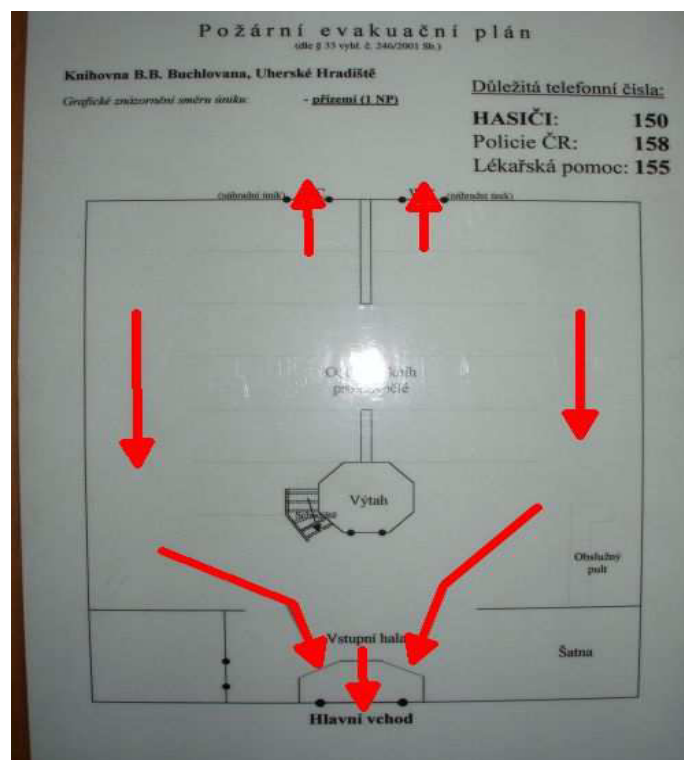 Požární evakuační plán
(dle § 33 vyhl. č. 246/2001 Sb.)
Knihovna B.B. Buchlovana, Uherské Hradiště
Grafické znázornění směru úniku: - přízemí (1 NP)
Důležitá telefonní čísla:
HASIČI: 150
Policie ČR: 158
Lékařská pomoc: 155
(náhradní únik)
(náhradní únik)
knih
Výtah
Schodiště
Obslužný
pult
Vstupní hala
Šatna
Hlavní vchod